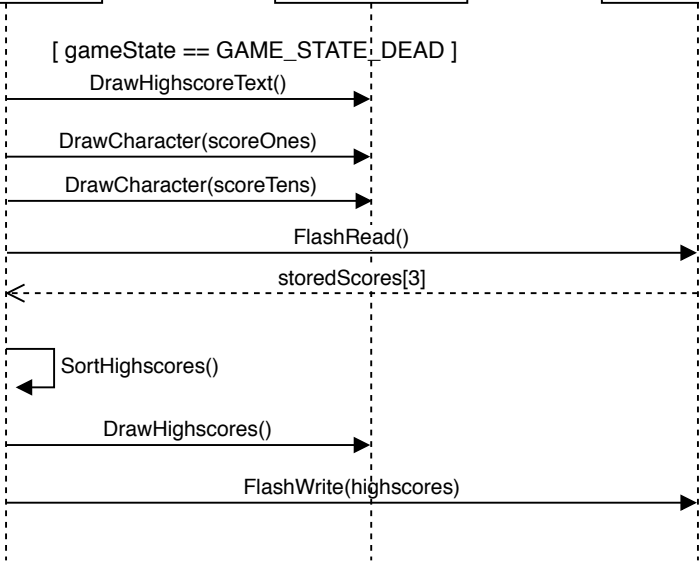 [ gameState == GAME_STATE_DEAD ]
DrawHighscoreText()
DrawCharacter(scoreOnes)
DrawCharacter(scoreTens)
FlashRead()
storedScores[3]
SortHighscores()
DrawHighscores()
FlashWrite(highscores)